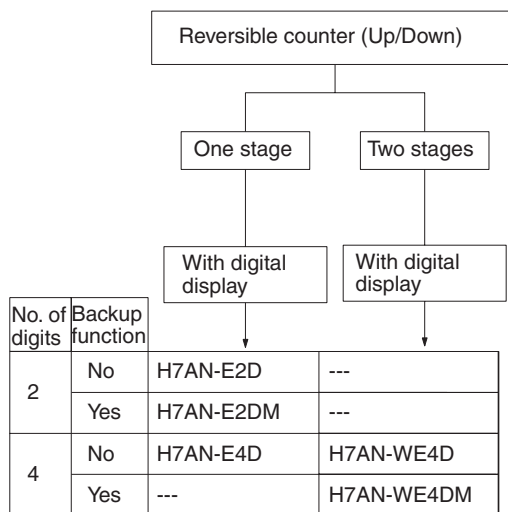 Reversible counter (Up/Down)
One stage
Two stages
With digital
display
With digital
display
No. of
digits
Backup
function
2
No
H7AN-E2D
---
Yes
H7AN-E2DM
---
4
No
H7AN-E4D
H7AN-WE4D
Yes
---
H7AN-WE4DM